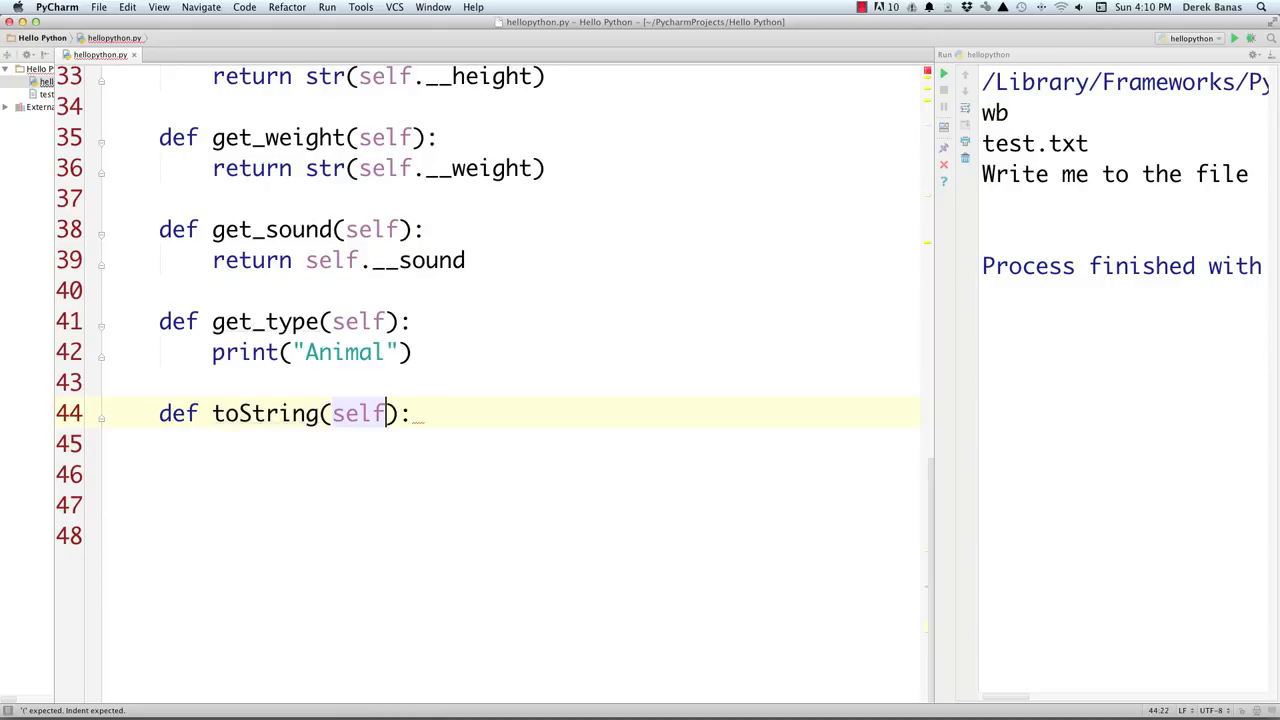 PyCharm File Edit View Navigate Code Refactor Run Tools VCS Window Help 10 Sun 4:10 PM Derek Banas
hellopython.py – Hello Python – [~/PycharmProjects/Hello Python]
Hello Python hellopython.py hellopython
hellopython.py Run hellopython
Hello P
hell
test
Externa
33 return str(self.__height)
34
35 def get_weight(self):
36 return str(self.__weight)
37
38 def get_sound(self):
39 return self.__sound
40
41 def get_type(self):
42 print("Animal")
43
44 def toString(self):
45
46
47
48
/Library/Frameworks/Py
wb
test.txt
Write me to the file
Process finished with
'(' expected. Indent expected. 44:22 LF UTF-8